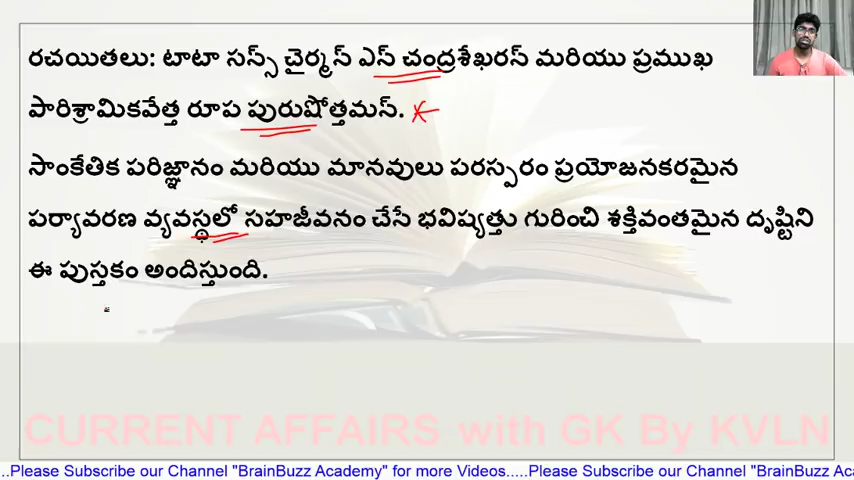 రచయితలు: టాటా సన్స్ చైర్మన్ ఎన్ చంద్రశేఖరన్ మరియు ప్రముఖ
పారిశ్రామికవేత్త రూప పురుషోత్తమన్.
సాంకేతిక పరిజ్ఞానం మరియు మానవులు పరస్పరం ప్రయోజనకరమైన
పర్యావరణ వ్యవస్థలో సహజీవనం చేసే భవిష్యత్తు గురించి శక్తివంతమైన దృష్టిని
ఈ పుస్తకం అందిస్తుంది.
CURRENT AFFAIRS with GK By KVLN
..Please Subscribe our Channel "BrainBuzz Academy" for more Videos.....Please Subscribe our Channel "BrainBuzz Aca